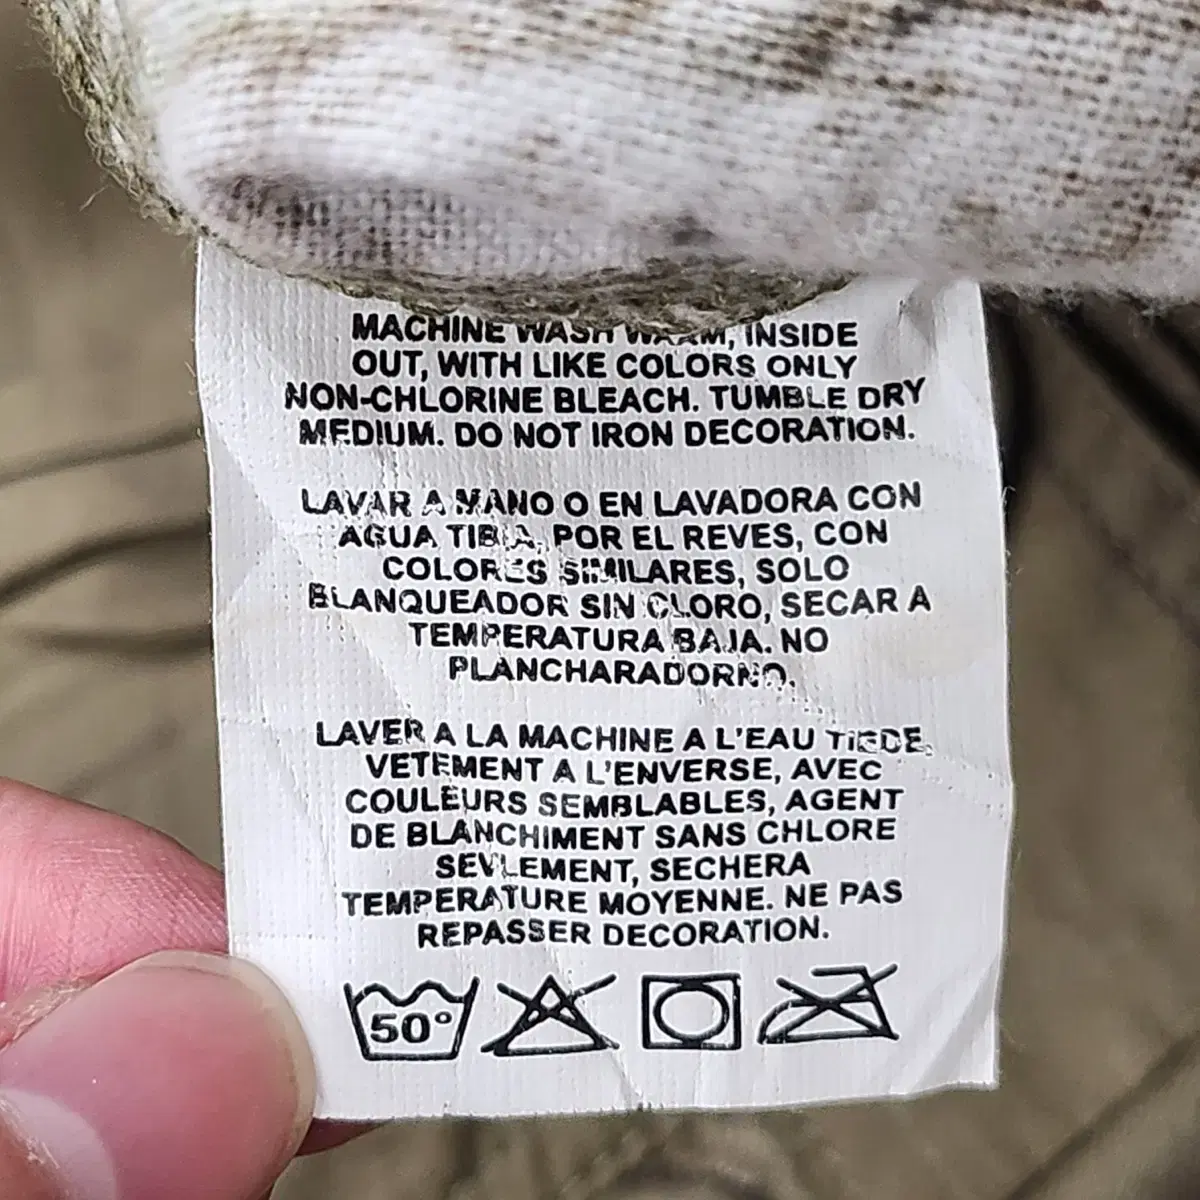 MACHINE WASH WARM, INSIDE
OUT, WITH LIKE COLORS ONLY
NON-CHLORINE BLEACH. TUMBLE DRY
MEDIUM. DO NOT IRON DECORATION.
LAVAR A MANO O EN LAVADORA CON
AGUA TIBIA, POR EL REVES, CON
COLORES SIMILARES, SOLO
BLANQUEADOR SIN CLORO, SECAR A
TEMPERATURA BAJA. NO
PLANCHARADORNO.
LAVER A LA MACHINE A L'EAU TIEDE,
VETEMENT A L'ENVERSE, AVEC
COULEURS SEMBLABLES, AGENT
DE BLANCHIMENT SANS CHLORE
SEVLEMENT, SECHERA
TEMPERATURE MOYENNE. NE PAS
REPASSER DECORATION.
50°